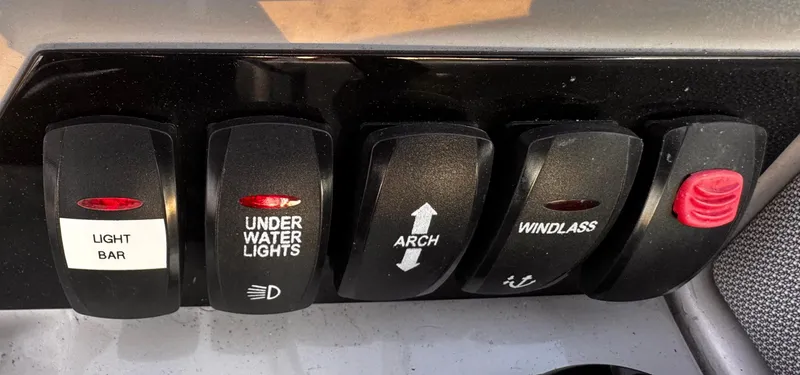 LIGHT
BAR
UNDER
WATER
LIGHTS
ARCH
WINDLASS